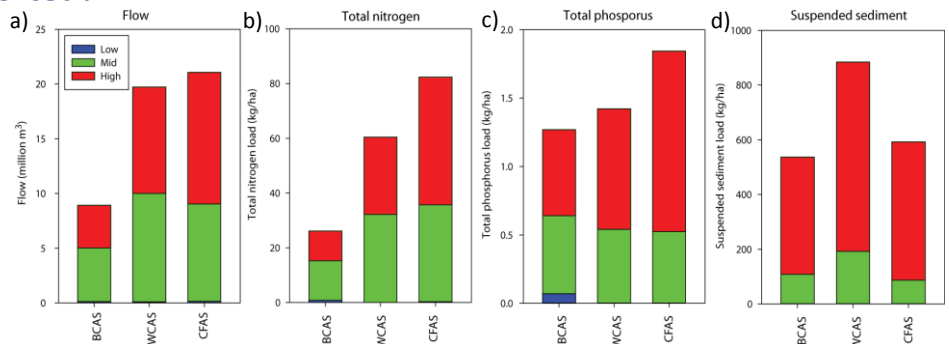 a) Flow
Flow (million m³)
25
20
15
10
5
0
Low
Mid
High
BCAS
WCAS
CFAS
b) Total nitrogen
Total nitrogen load (kg/ha)
100
80
60
40
20
0
BCAS
WCAS
CFAS
c) Total phosporus
Total phosphorus load (kg/ha)
2.0
1.5
1.0
0.5
0.0
BCAS
WCAS
CFAS
d) Suspended sediment
Suspended sediment load (kg/ha)
1000
800
600
400
200
0
BCAS
WCAS
CFAS